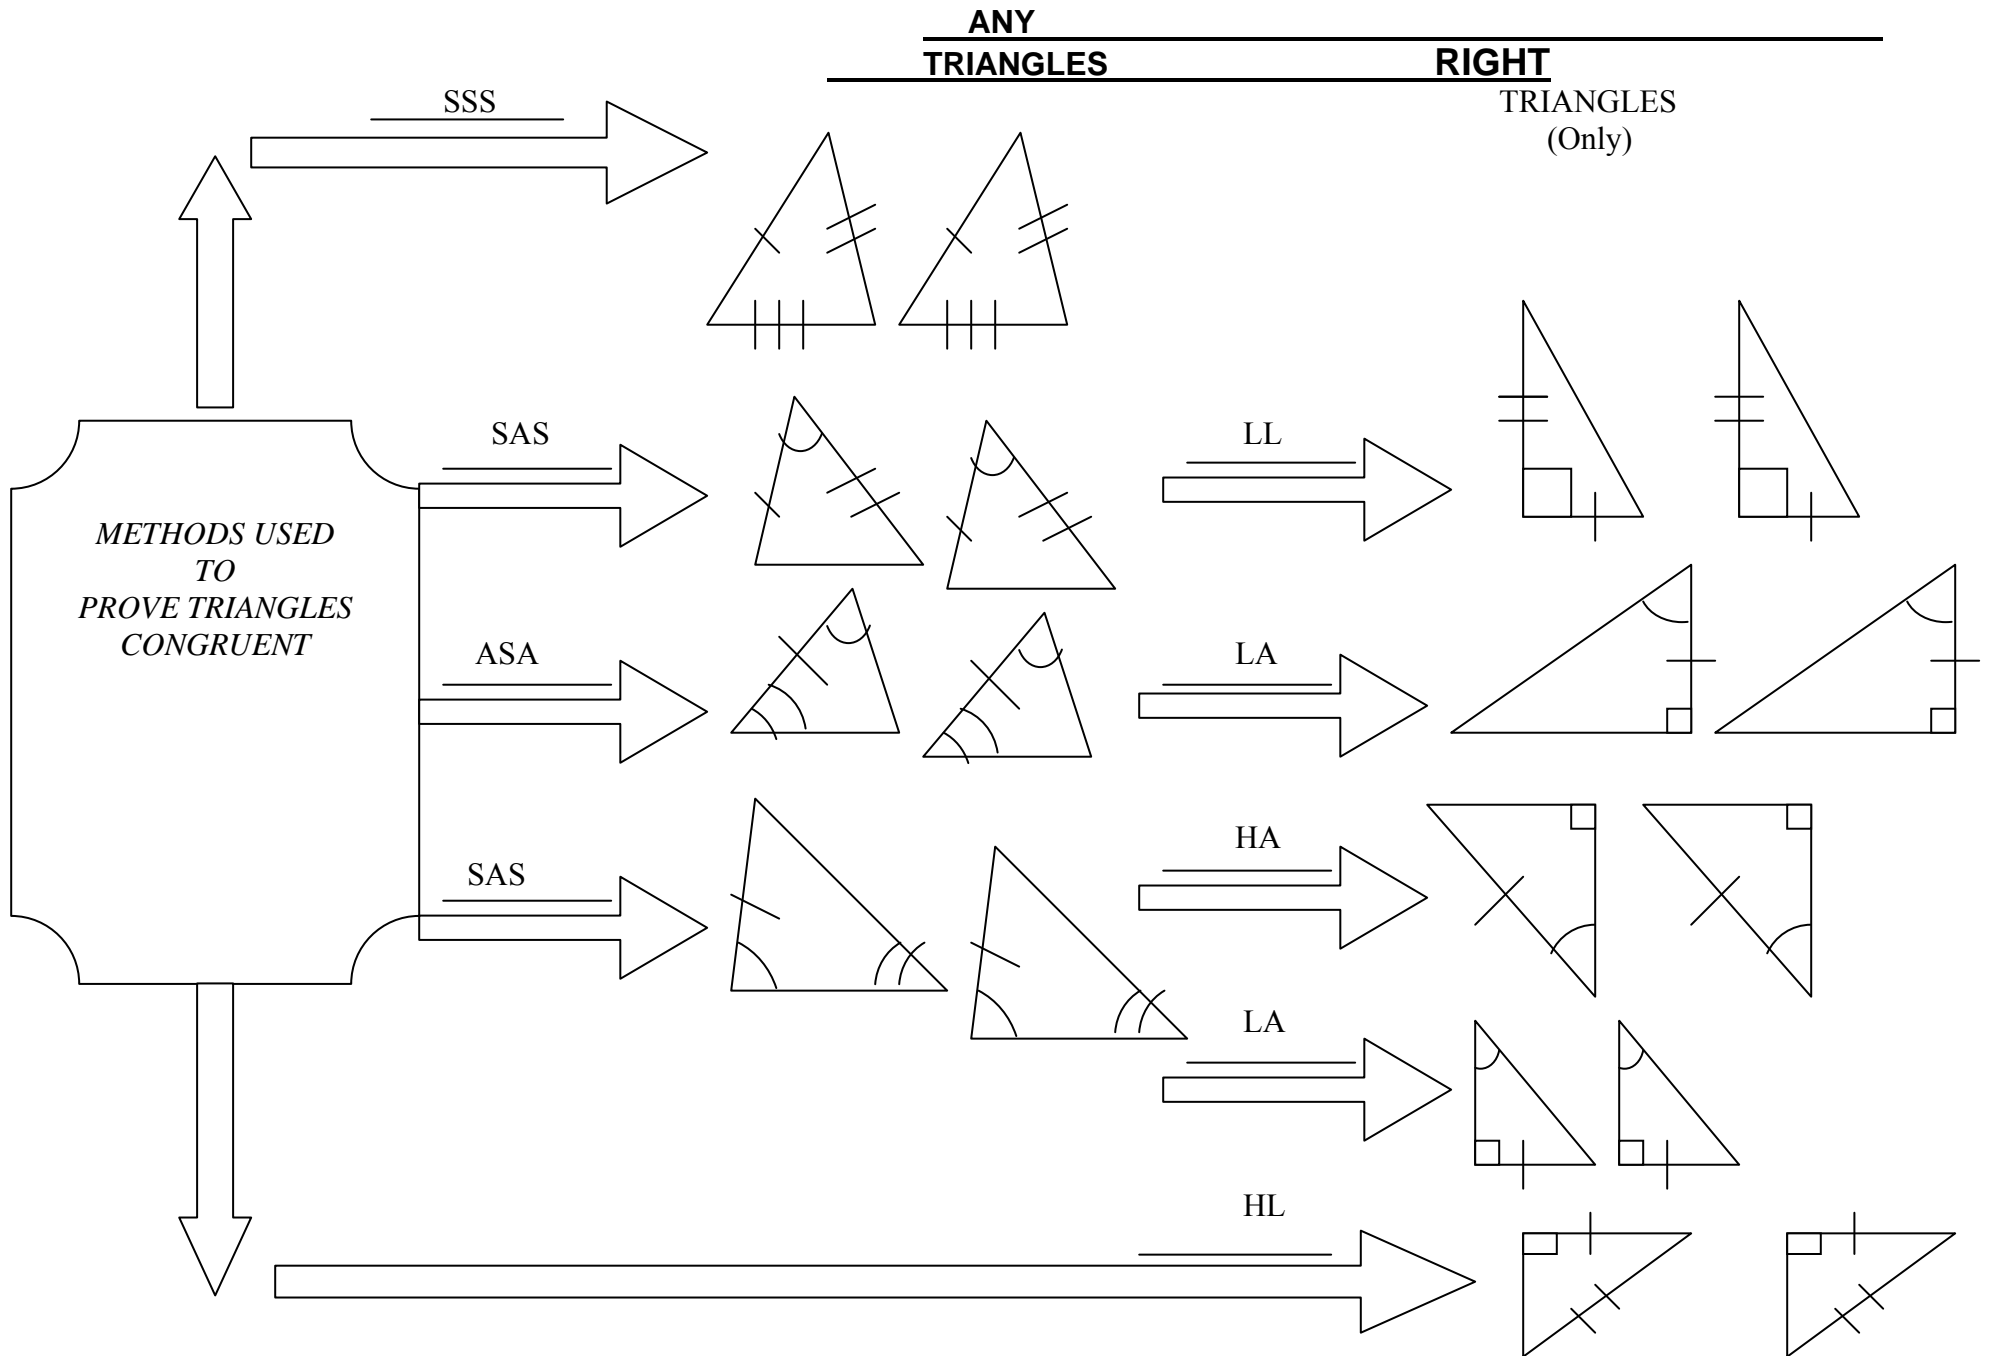 ANY
TRIANGLES
RIGHT
TRIANGLES
(Only)
SSS
METHODS USED
TO
PROVE TRIANGLES
CONGRUENT
SAS
LL
ASA
LA
SAS
HA
LA
HL